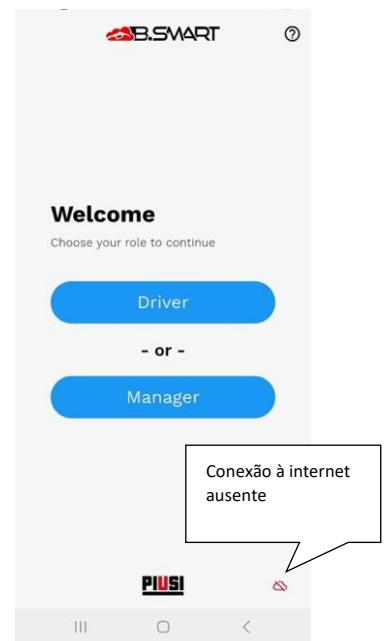 B.SMART
Welcome
Choose your role to continue
Driver
- or -
Manager
Conexão à internet
ausente
PIUSI